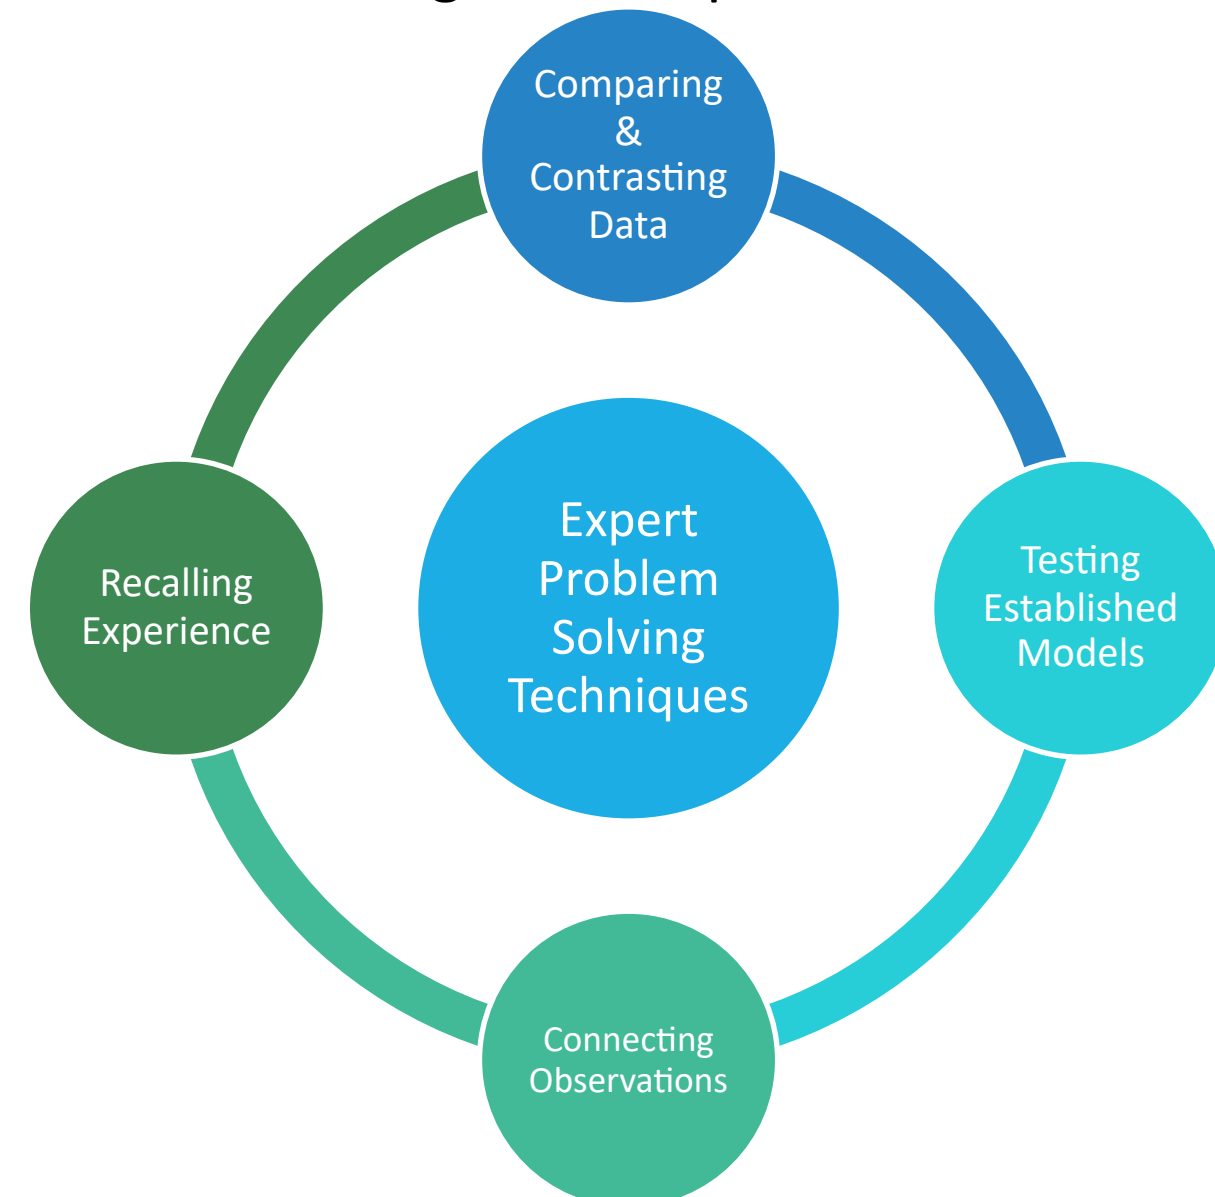 Comparing
&
Contrasting
Data
Expert
Problem
Solving
Techniques
Testing
Established
Models
Recalling
Experience
Connecting
Observations